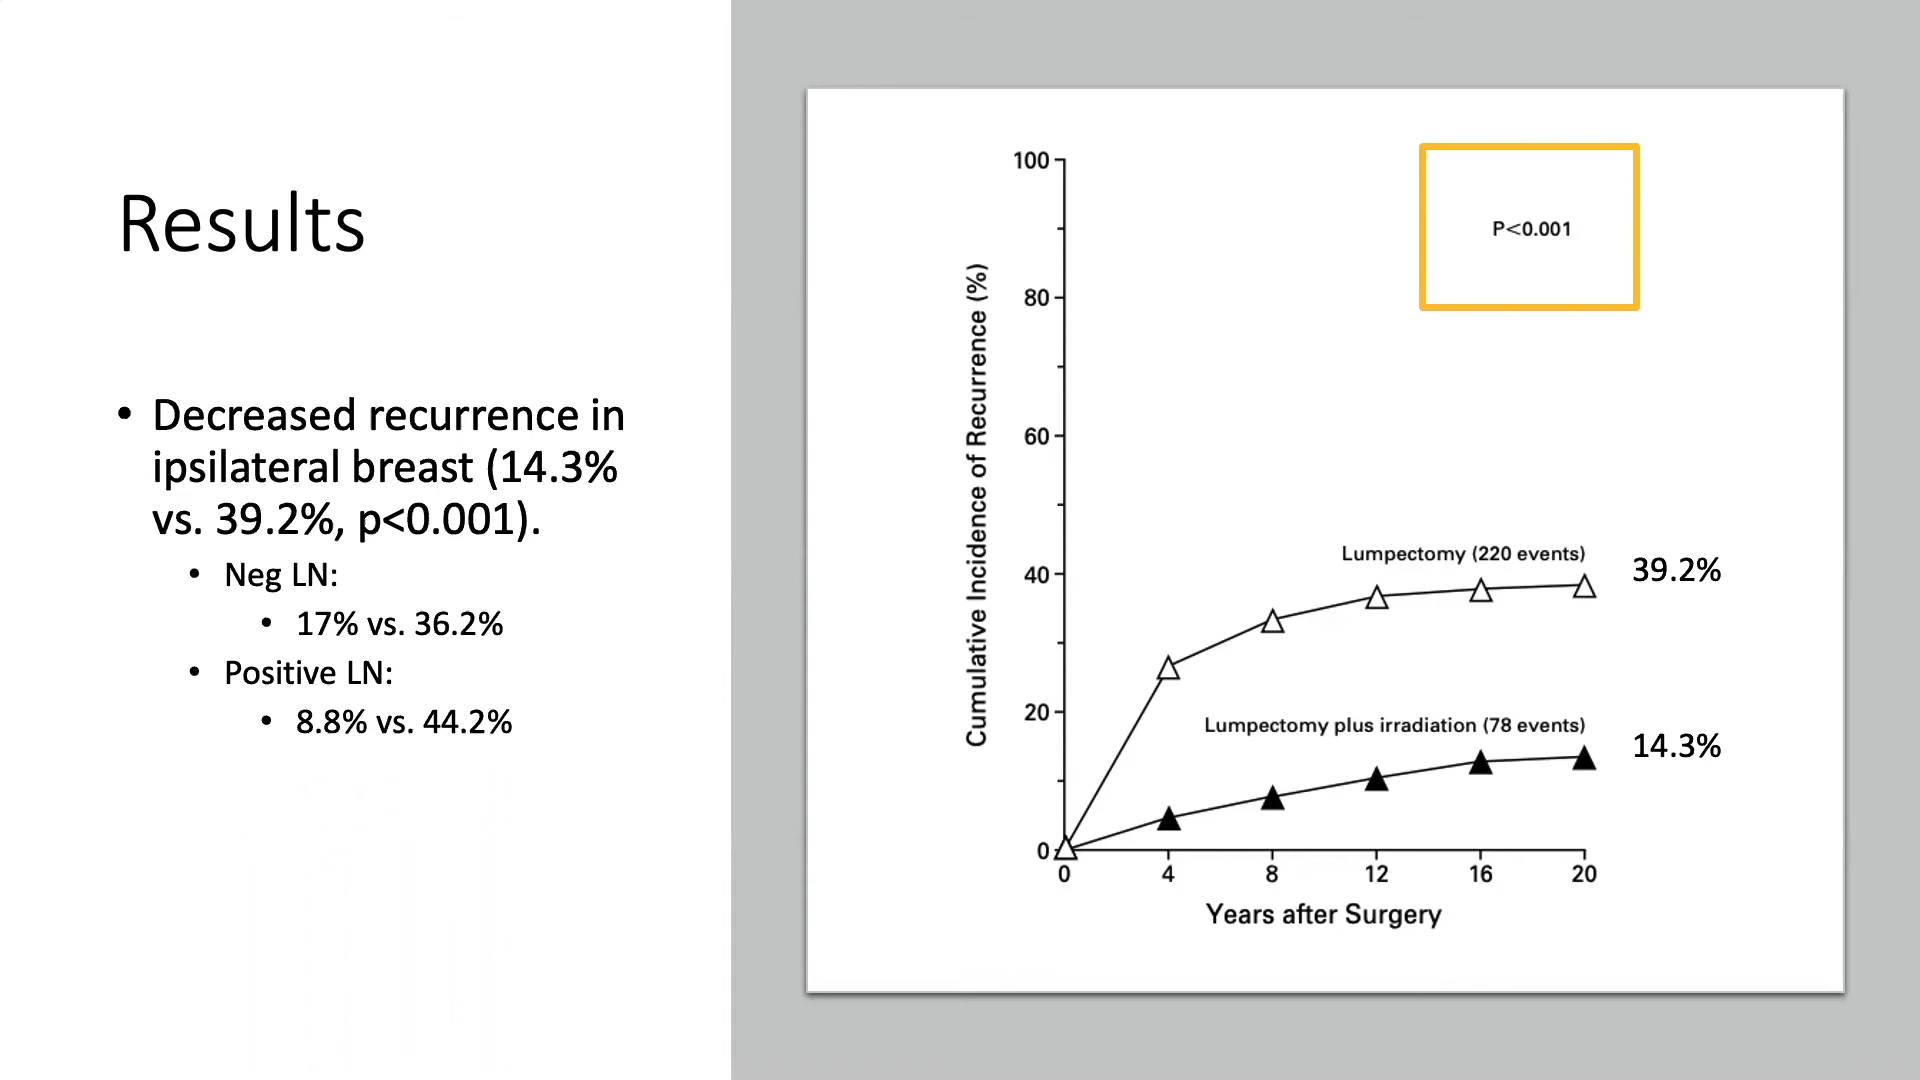 Results
• Decreased recurrence in
ipsilateral breast (14.3%
vs. 39.2%, p<0.001).
• Neg LN:
• 17% vs. 36.2%
• Positive LN:
• 8.8% vs. 44.2%
P<0.001
Cumulative Incidence of Recurrence (%)
100
80
60
40
20
0
Lumpectomy (220 events)
39.2%
Lumpectomy plus irradiation (78 events)
14.3%
0 4 8 12 16 20
Years after Surgery